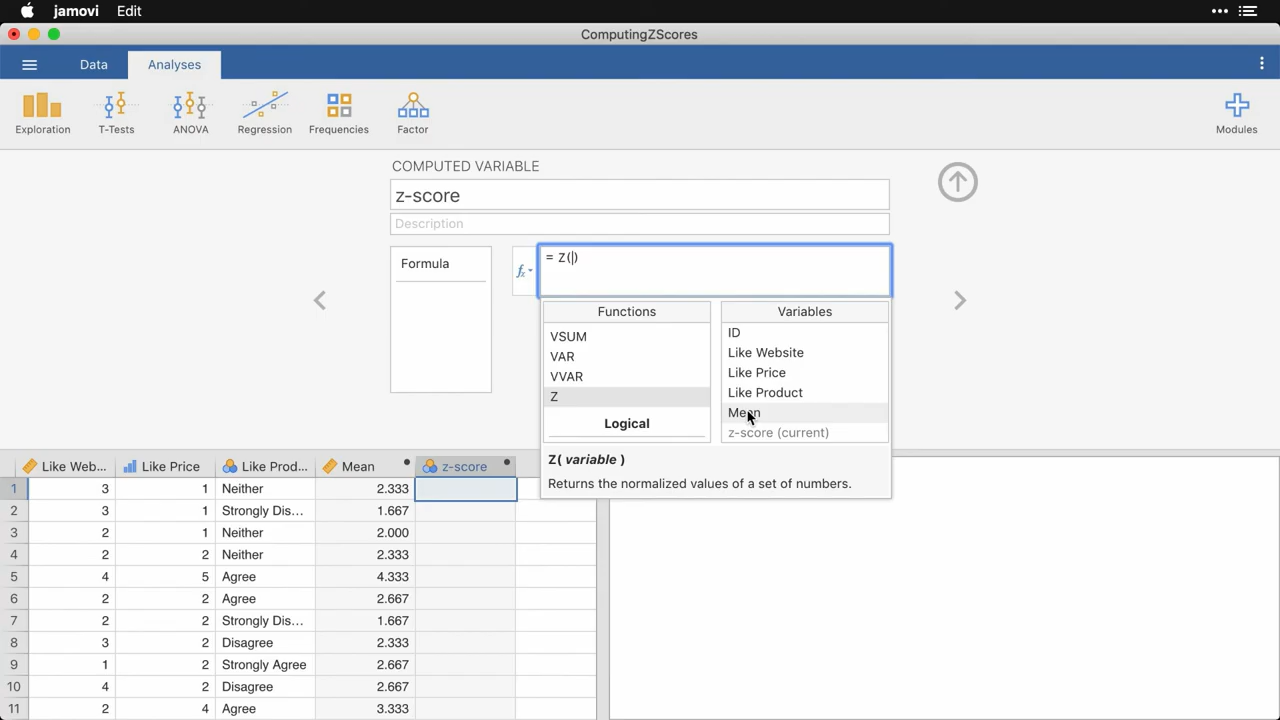 jamovi Edit
ComputingZScores
Data Analyses
Exploration T-Tests ANOVA Regression Frequencies Factor Modules
COMPUTED VARIABLE
z-score
Description
Formula
fx = Z()
Functions
VSUM
VAR
VVAR
Z
Logical
Variables
ID
Like Website
Like Price
Like Product
Mean
z-score (current)
Z( variable )
Returns the normalized values of a set of numbers.
Like Web... Like Price Like Prod... Mean z-score
1 3 1 Neither 2.333
2 3 1 Strongly Dis... 1.667
3 2 1 Neither 2.000
4 2 2 Neither 2.333
5 4 5 Agree 4.333
6 2 2 Agree 2.667
7 2 2 Strongly Dis... 1.667
8 3 2 Disagree 2.333
9 1 2 Strongly Agree 2.667
10 4 2 Disagree 2.667
11 2 4 Agree 3.333